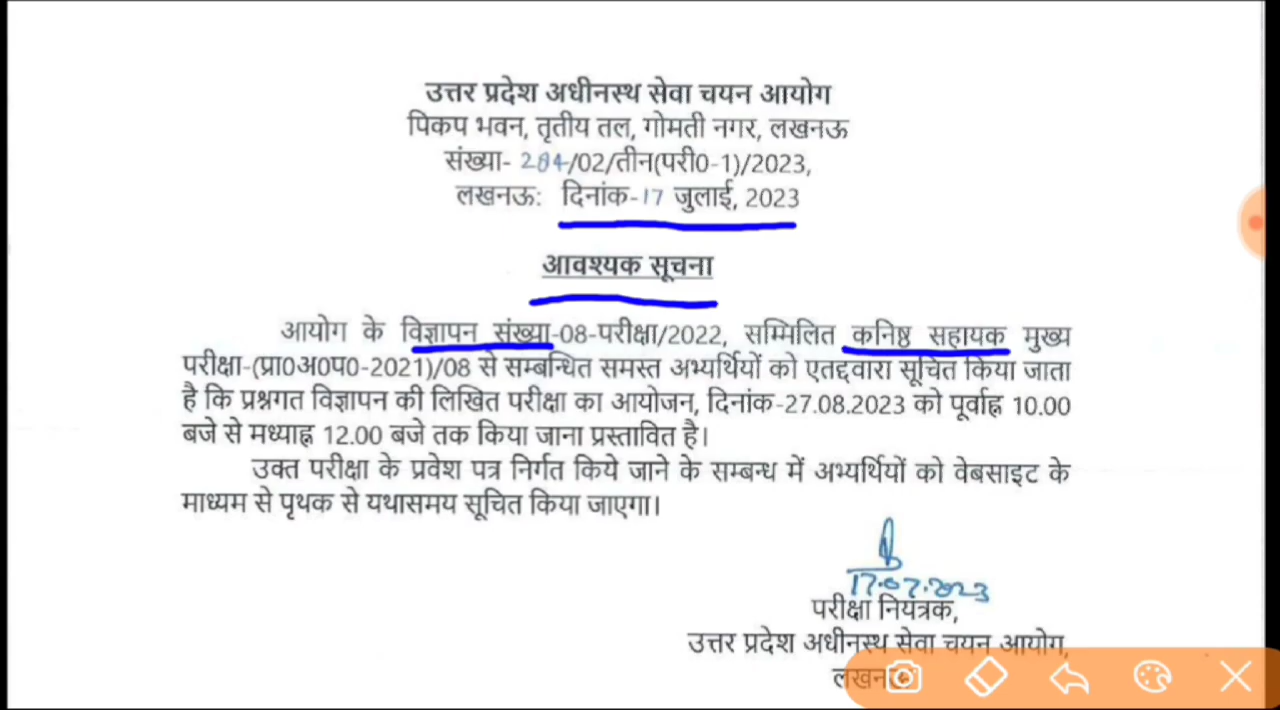 उत्तर प्रदेश अधीनस्थ सेवा चयन आयोग
पिकप भवन, तृतीय तल, गोमती नगर, लखनऊ
संख्या- 284/02/तीन(परी0-1)/2023,
लखनऊ: दिनांक-17 जुलाई, 2023
आवश्यक सूचना
आयोग के विज्ञापन संख्या-08-परीक्षा/2022, सम्मिलित कनिष्ठ सहायक मुख्य
परीक्षा-(प्रा0अ0प0-2021)/08 से सम्बन्धित समस्त अभ्यर्थियों को एतद्दवारा सूचित किया जाता
है कि प्रश्नगत विज्ञापन की लिखित परीक्षा का आयोजन, दिनांक-27.08.2023 को पूर्वाह्न 10.00
बजे से मध्याह्न 12.00 बजे तक किया जाना प्रस्तावित है।
उक्त परीक्षा के प्रवेश पत्र निर्गत किये जाने के सम्बन्ध में अभ्यर्थियों को वेबसाइट के
माध्यम से पृथक से यथासमय सूचित किया जाएगा।
17.07.2023
परीक्षा नियंत्रक,
उत्तर प्रदेश अधीनस्थ सेवा चयन आयोग,
लखनऊ